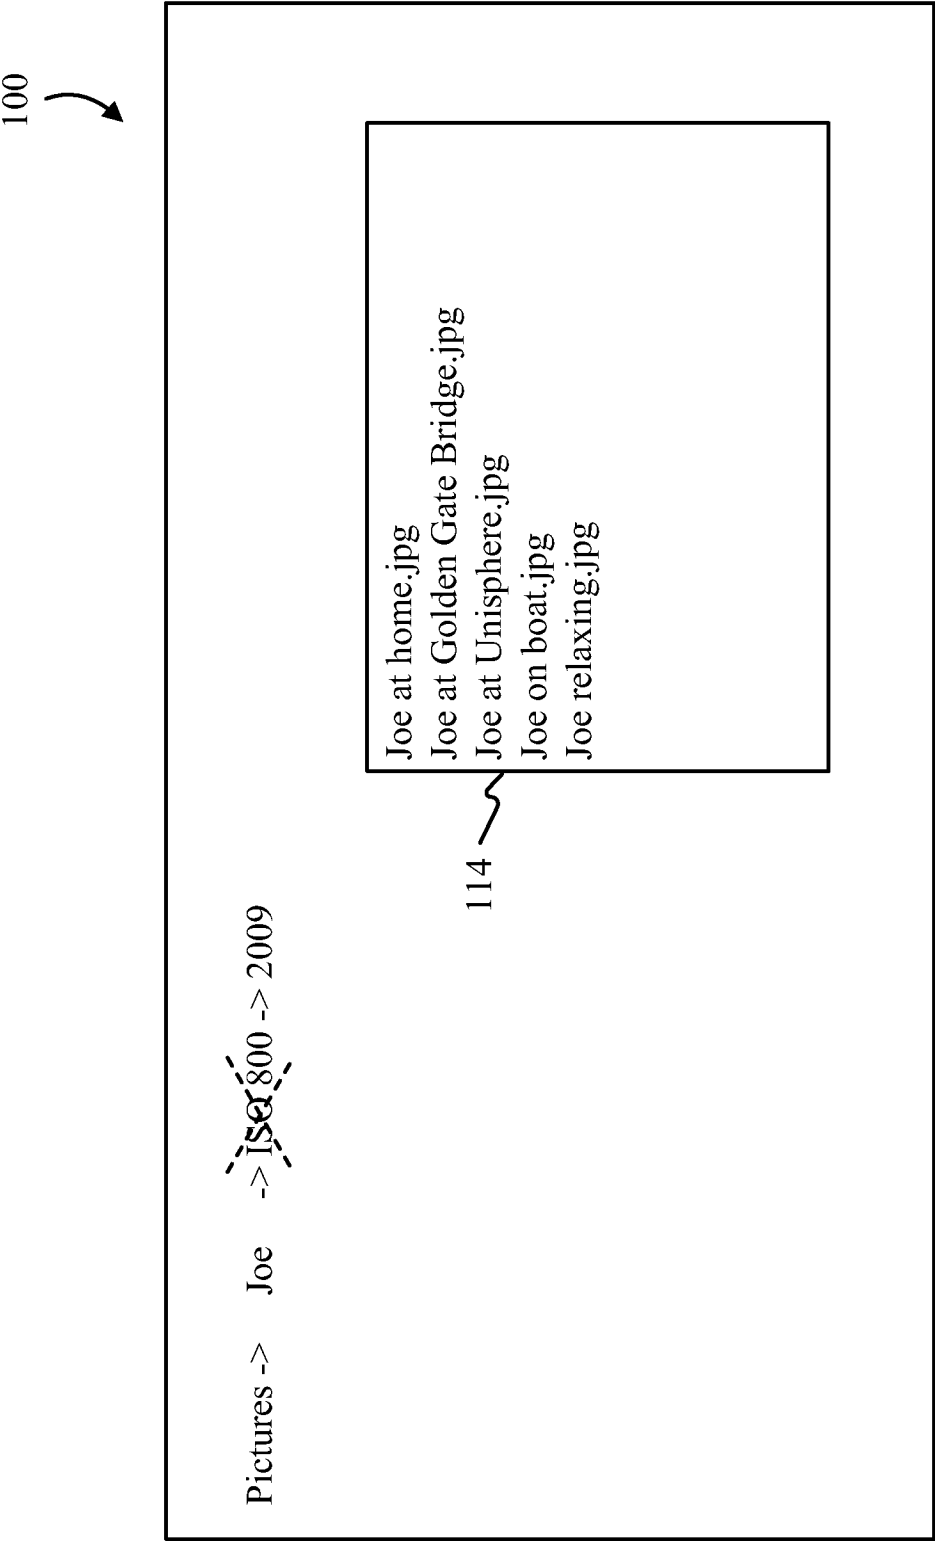 100
Pictures -> Joe -> ISO 800 -> 2009
114
Joe at home.jpg
Joe at Golden Gate Bridge.jpg
Joe at Unisphere.jpg
Joe on boat.jpg
Joe relaxing.jpg